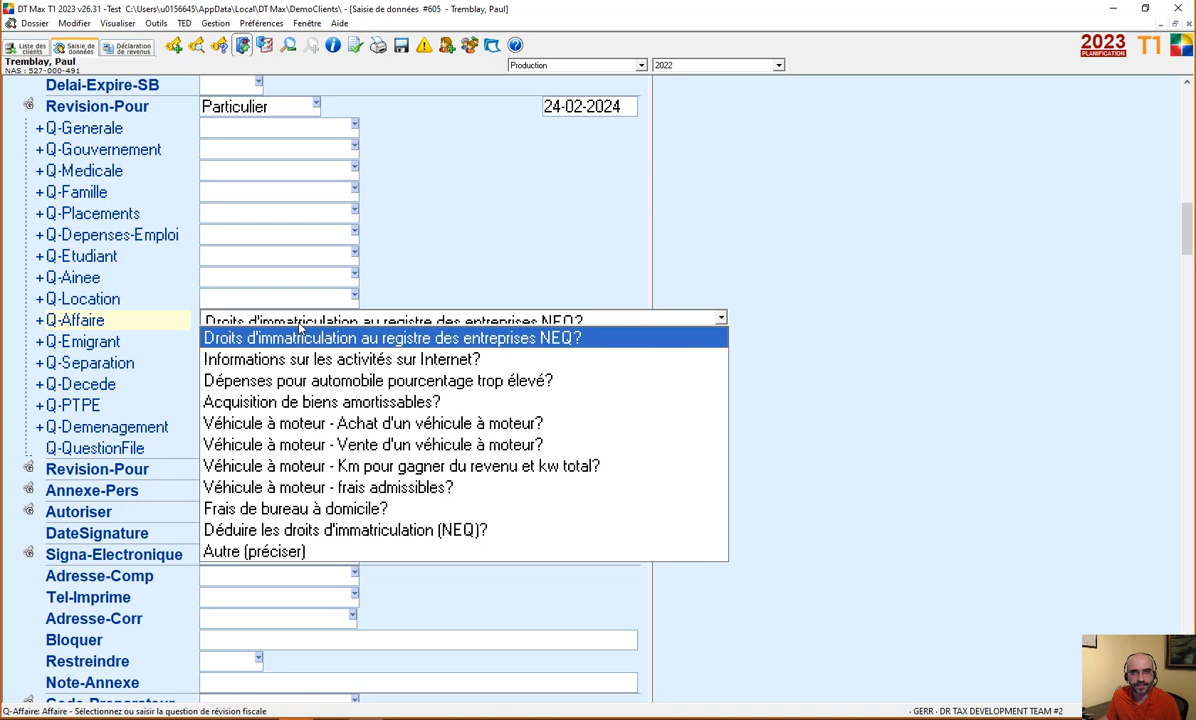 DT Max T1 2023 v26.31 -Test C:\Users\u0156645\AppData\Local\DT Max\DemoClients\ - [Saisie de données #605 - Tremblay, Paul]
Dossier Modifier Visualiser Outils TED Gestion Préférences Fenêtre Aide
Liste des clients
Saisie de données
Déclaration de revenus
2023 PLANIFICATION T1
Tremblay, Paul
NAS : 527-000-491
Production
2022
Delai-Expire-SB
Revision-Pour Particulier 24-02-2024
+Q-Generale
+Q-Gouvernement
+Q-Medicale
+Q-Famille
+Q-Placements
+Q-Depenses-Emploi
+Q-Etudiant
+Q-Ainee
+Q-Location
+Q-Affaire Droits d'immatriculation au registre des entreprises NEQ?
Droits d'immatriculation au registre des entreprises NEQ?
+Q-Emigrant Informations sur les activités sur Internet?
+Q-Separation Dépenses pour automobile pourcentage trop élevé?
+Q-Decede Acquisition de biens amortissables?
+Q-PTPE Véhicule à moteur - Achat d'un véhicule à moteur?
+Q-Demenagement Véhicule à moteur - Vente d'un véhicule à moteur?
Q-QuestionFile Véhicule à moteur - Km pour gagner du revenu et kw total?
Revision-Pour Véhicule à moteur - frais admissibles?
Annexe-Pers Frais de bureau à domicile?
Autoriser Déduire les droits d'immatriculation (NEQ)?
DateSignature Autre (préciser)
Signa-Electronique
Adresse-Comp
Tel-Imprime
Adresse-Corr
Bloquer
Restreindre
Note-Annexe
Code-Preparateur
Q-Affaire: Affaire - Sélectionnez ou saisir la question de révision fiscale
- GERR - DR TAX DEVELOPMENT TEAM #2